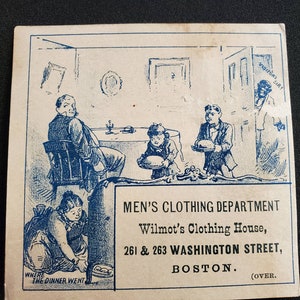 MEN'S CLOTHING DEPARTMENT
Wilmot's Clothing House,
261 & 263 WASHINGTON STREET,
BOSTON.
(OVER.
WHERE
THE DINNER WENT